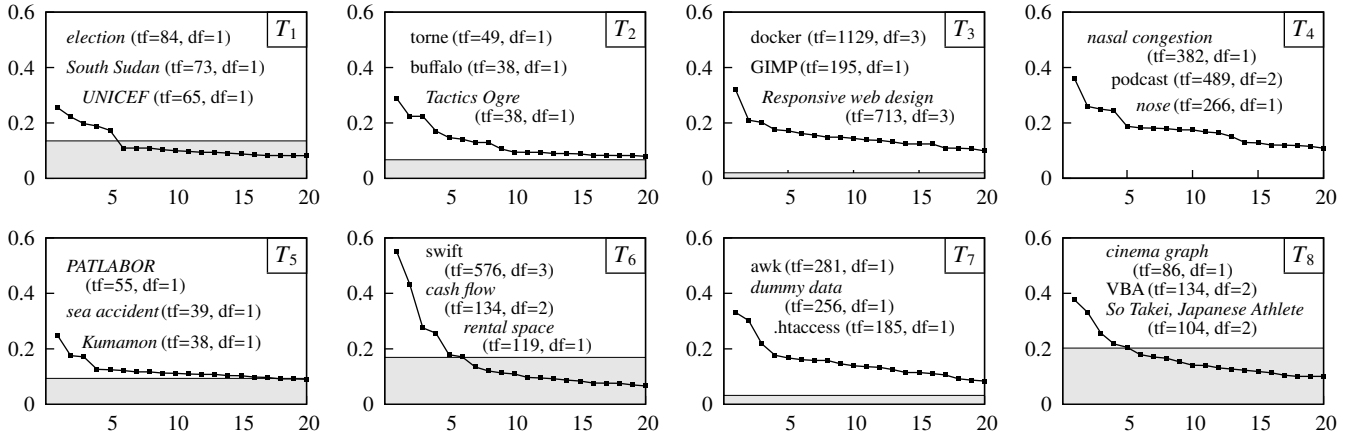 0.6
0.4
0.2
0
election (tf=84, df=1)
South Sudan (tf=73, df=1)
UNICEF (tf=65, df=1)
T1
5 10 15 20
0.6
0.4
0.2
0
torne (tf=49, df=1)
buffalo (tf=38, df=1)
Tactics Ogre
(tf=38, df=1)
T2
5 10 15 20
0.6
0.4
0.2
0
docker (tf=1129, df=3)
GIMP (tf=195, df=1)
Responsive web design
(tf=713, df=3)
T3
5 10 15 20
0.6
0.4
0.2
0
nasal congestion
(tf=382, df=1)
podcast (tf=489, df=2)
nose (tf=266, df=1)
T4
5 10 15 20
0.6
0.4
0.2
0
PATLABOR
(tf=55, df=1)
sea accident (tf=39, df=1)
Kumamon (tf=38, df=1)
T5
5 10 15 20
0.6
0.4
0.2
0
swift
(tf=576, df=3)
cash flow
(tf=134, df=2)
rental space
(tf=119, df=1)
T6
5 10 15 20
0.6
0.4
0.2
0
awk (tf=281, df=1)
dummy data
(tf=256, df=1)
.htaccess (tf=185, df=1)
T7
5 10 15 20
0.6
0.4
0.2
0
cinema graph
(tf=86, df=1)
VBA (tf=134, df=2)
So Takei, Japanese Athlete
(tf=104, df=2)
T8
5 10 15 20